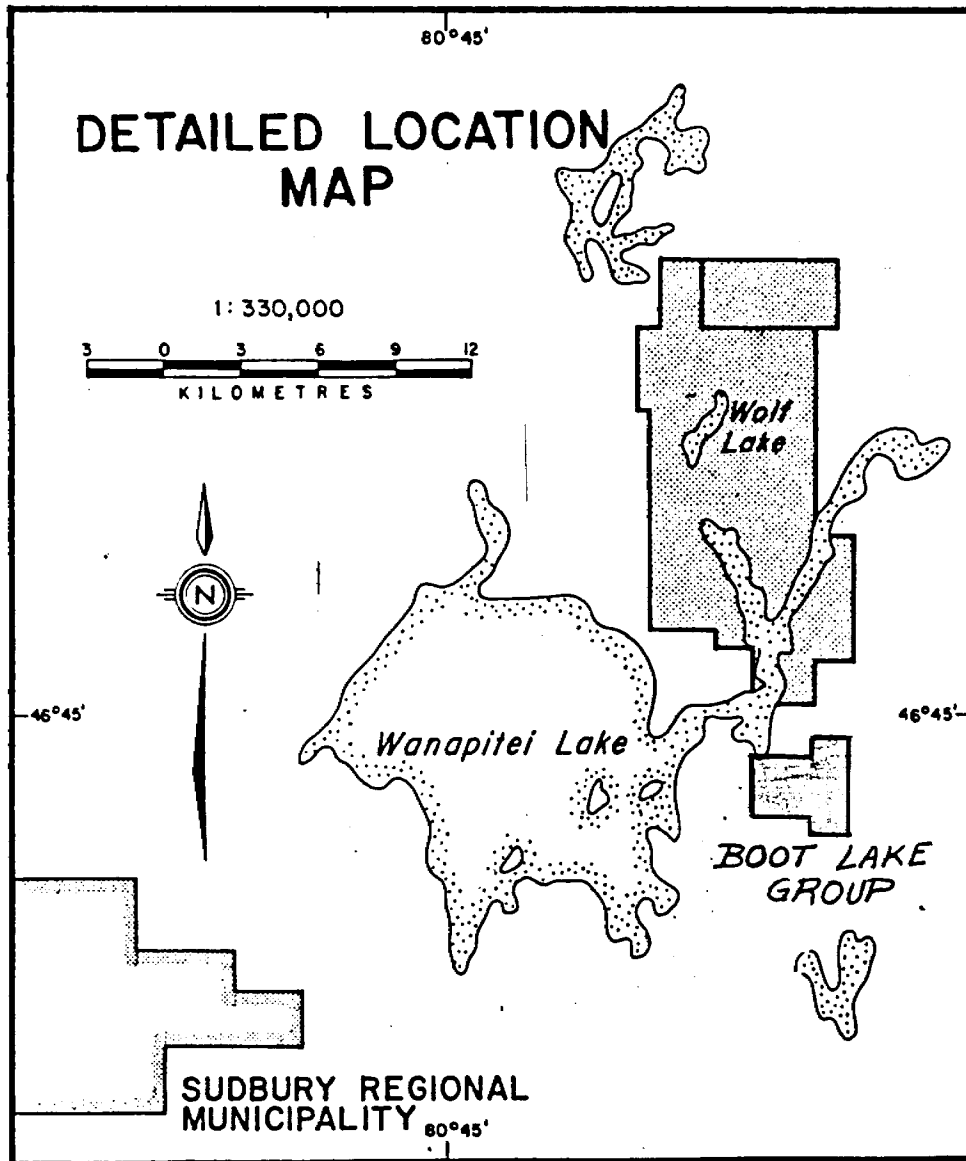 80°45'
DETAILED LOCATION
MAP
1:330,000
3 0 3 6 9 12
KILOMETRES
Wolf
Lake
N
46°45'
46°45'
Wanapitei Lake
BOOT LAKE
GROUP
SUDBURY REGIONAL
MUNICIPALITY
80°45'